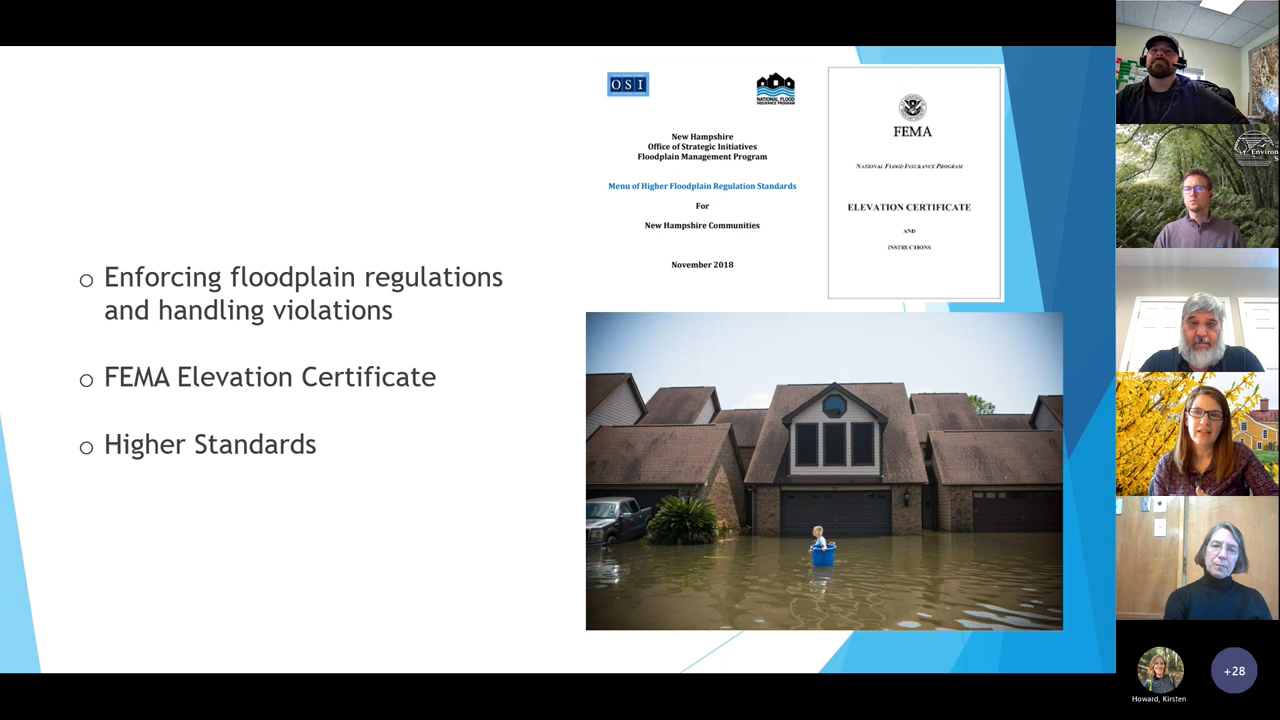 Enforcing floodplain regulations
and handling violations
FEMA Elevation Certificate
Higher Standards
OSI
NATIONAL FLOOD
INSURANCE PROGRAM
New Hampshire
Office of Strategic Initiatives
Floodplain Management Program
Menu of Higher Floodplain Regulation Standards
For
New Hampshire Communities
November 2018
FEMA
NATIONAL FLOOD INSURANCE PROGRAM
ELEVATION CERTIFICATE
AND
INSTRUCTIONS
Howard, Kirsten
+28